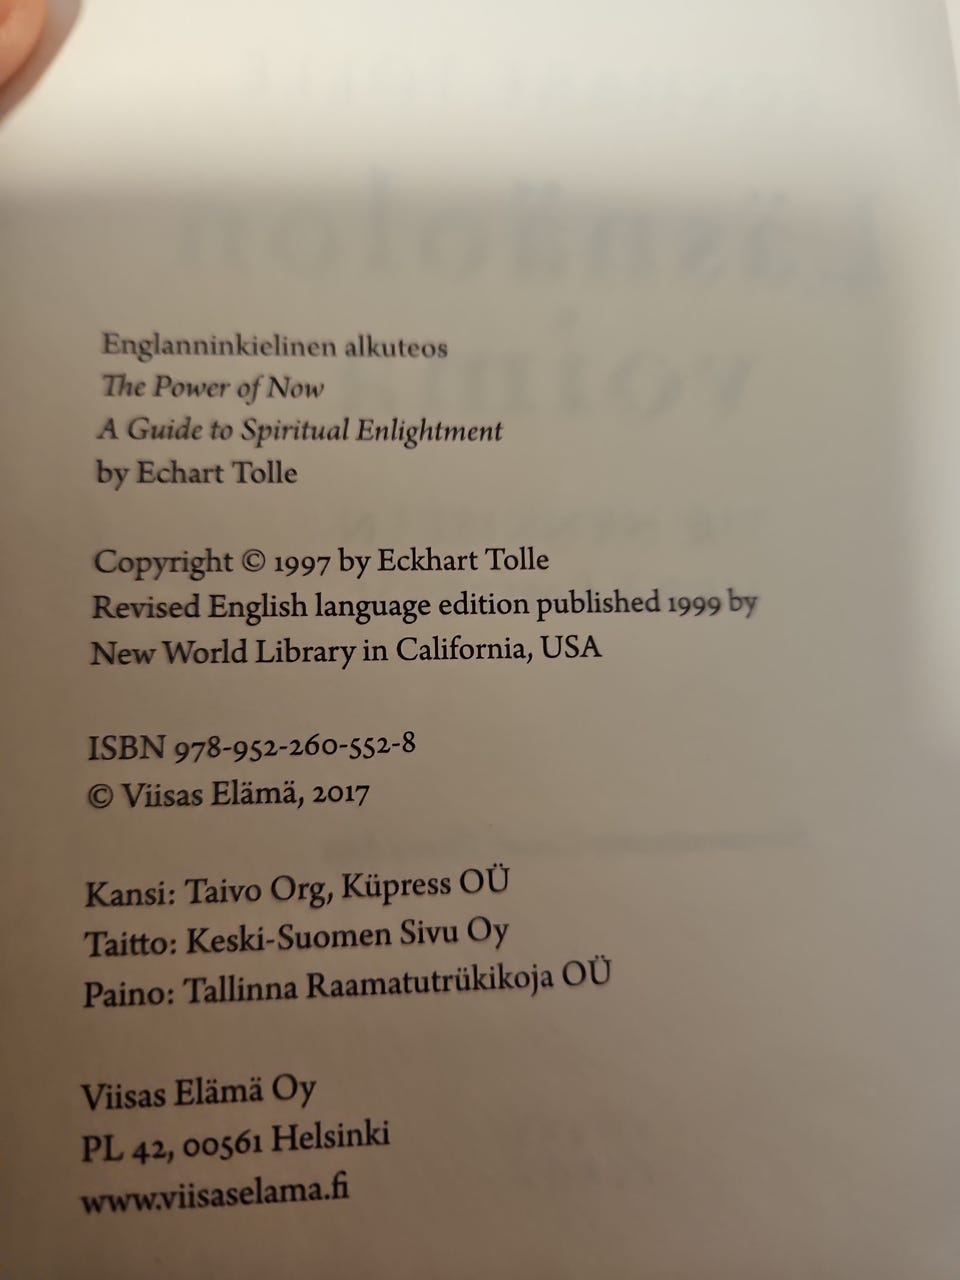 Englanninkielinen alkuteos
The Power of Now
A Guide to Spiritual Enlightment
by Echart Tolle
Copyright © 1997 by Eckhart Tolle
Revised English language edition published 1999 by
New World Library in California, USA
ISBN 978-952-260-552-8
© Viisas Elämä, 2017
Kansi: Taivo Org, Küpress OÜ
Taitto: Keski-Suomen Sivu Oy
Paino: Tallinna Raamatutrükikoja OÜ
Viisas Elämä Oy
PL 42, 00561 Helsinki
www.viisaselama.fi